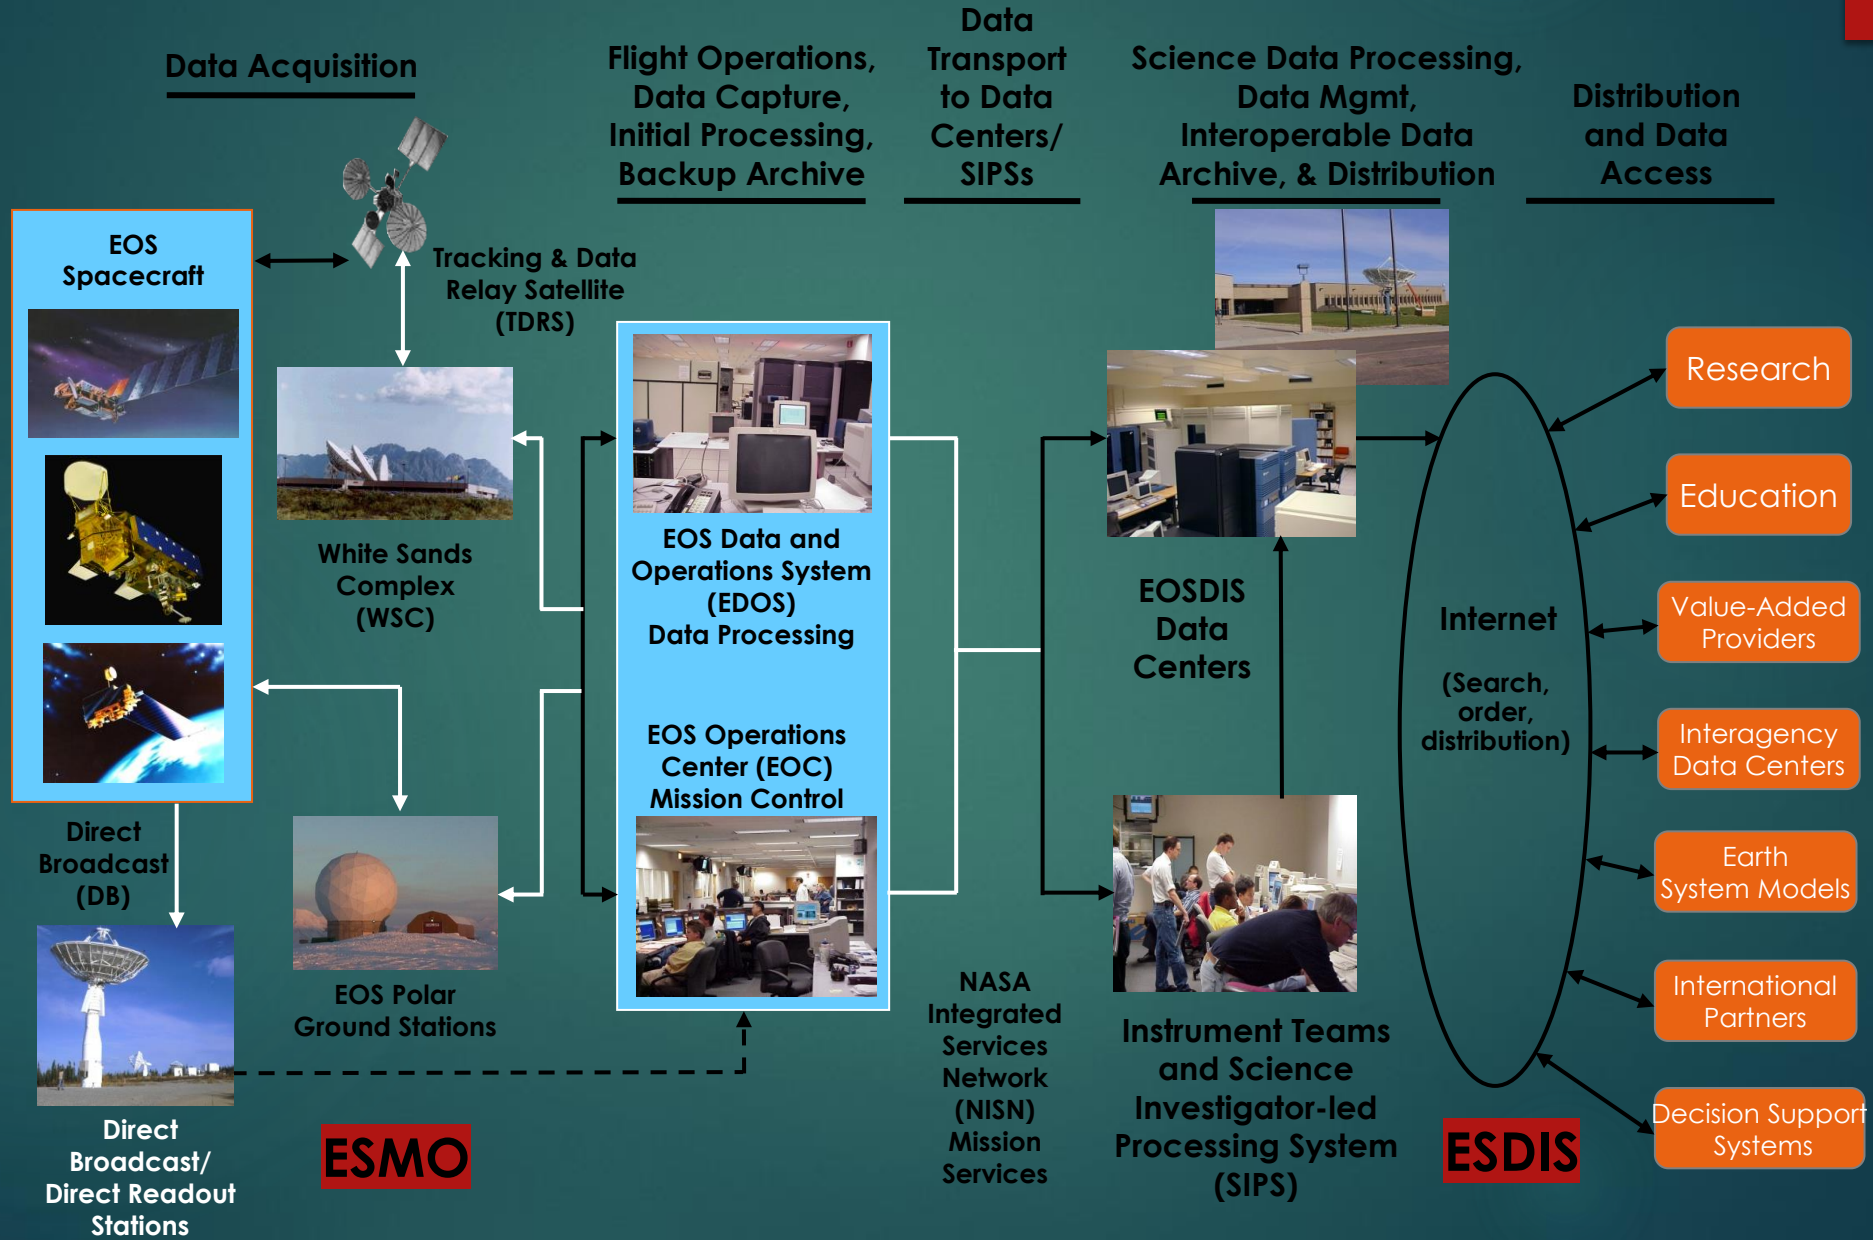 Data Acquisition
Flight Operations,
Data Capture,
Initial Processing,
Backup Archive
Data
Transport
to Data
Centers/
SIPSs
Science Data Processing,
Data Mgmt,
Interoperable Data
Archive, & Distribution
Distribution
and Data
Access
EOS
Spacecraft
Tracking & Data
Relay Satellite
(TDRS)
White Sands
Complex
(WSC)
Direct
Broadcast
(DB)
EOS Polar
Ground Stations
Direct
Broadcast/
Direct Readout
Stations
ESMO
EOS Data and
Operations System
(EDOS)
Data Processing
EOS Operations
Center (EOC)
Mission Control
NASA
Integrated
Services
Network
(NISN)
Mission
Services
EOSDIS
Data
Centers
Instrument Teams
and Science
Investigator-led
Processing System
(SIPS)
Internet
(Search,
order,
distribution)
ESDIS
Research
Education
Value-Added
Providers
Interagency
Data Centers
Earth
System Models
International
Partners
Decision Support
Systems